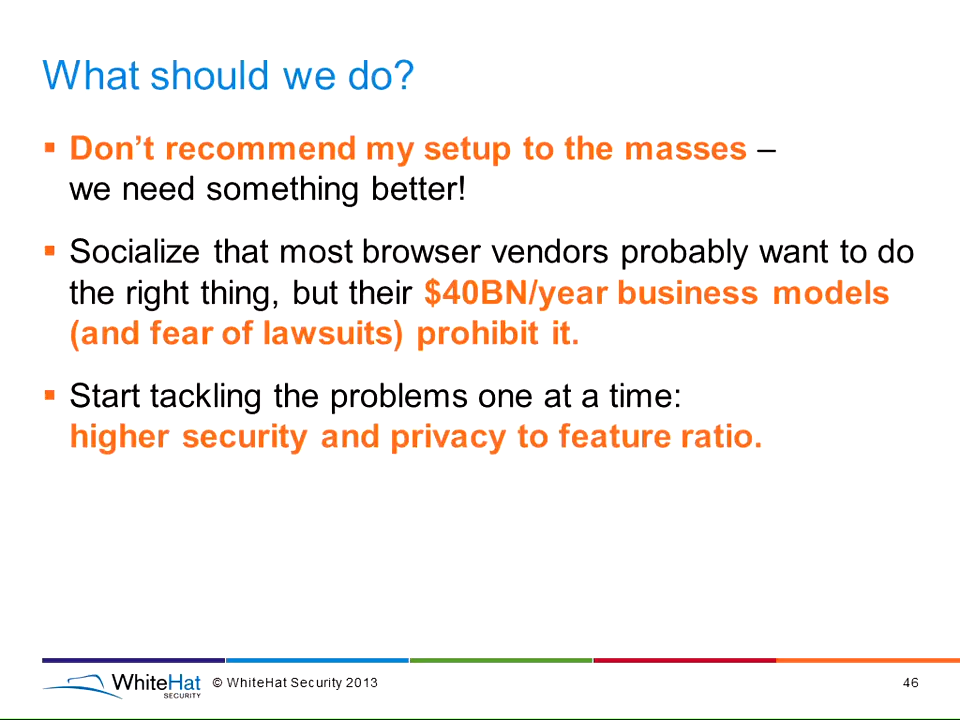 What should we do?
Don’t recommend my setup to the masses –
we need something better!
Socialize that most browser vendors probably want to do
the right thing, but their $40BN/year business models
(and fear of lawsuits) prohibit it.
Start tackling the problems one at a time:
higher security and privacy to feature ratio.
WhiteHat
SECURITY
© WhiteHat Security 2013
46